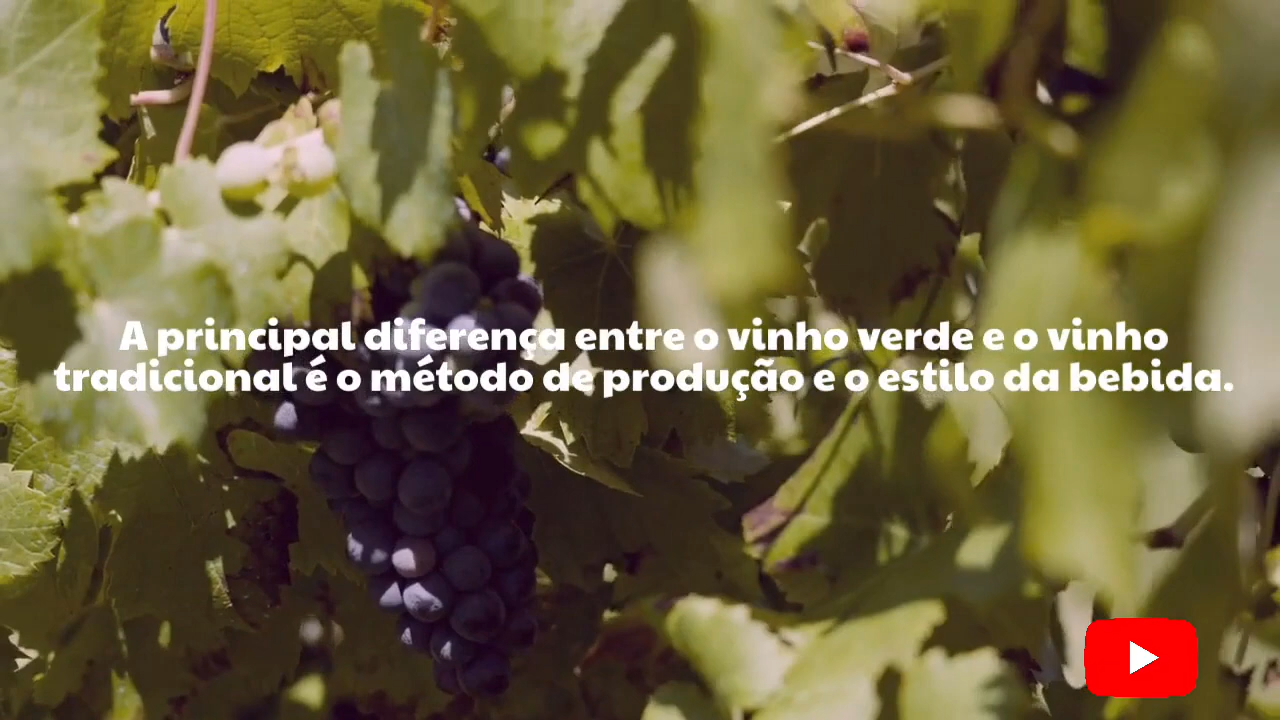 A principal diferença entre o vinho verde e o vinho
tradicional é o método de produção e o estilo da bebida.